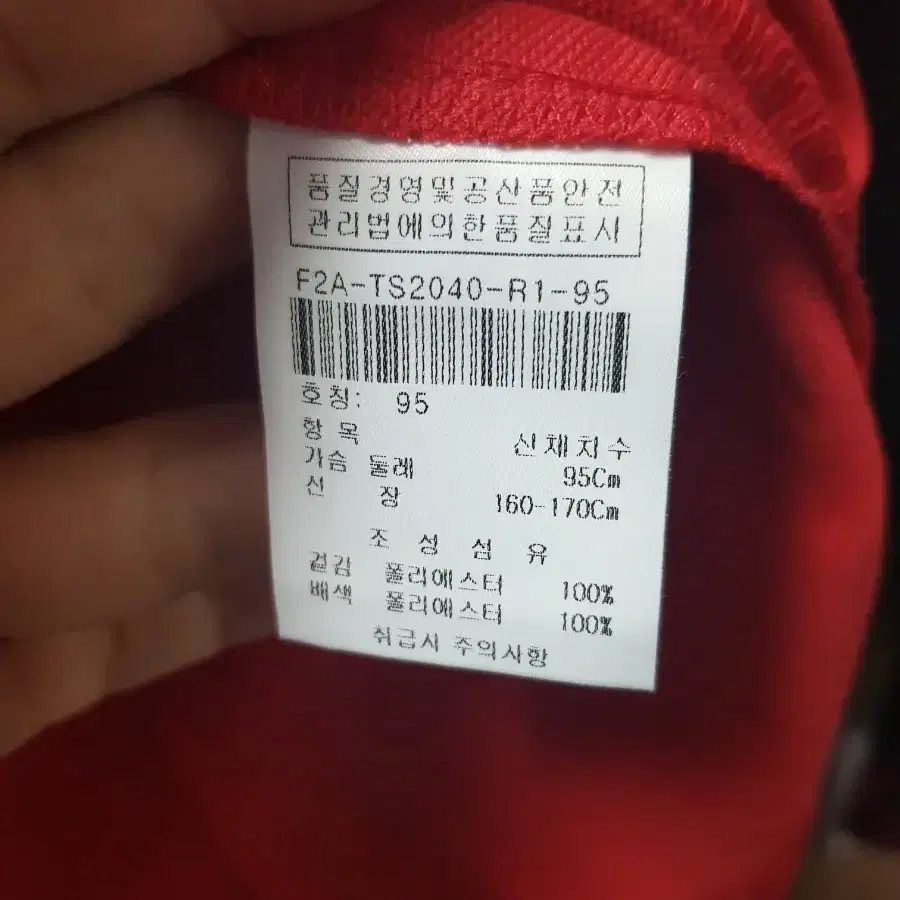 품질경영및공산품안전
관리법에의한품질표시
F2A-TS2040-R1-95
호칭: 95
항 목 신체치수
가슴 둘레 95Cm
신 장 160-170Cm
조 성 섬 유
겉감 폴리에스터 100%
배색 폴리에스터 100%
취급시 주의사항